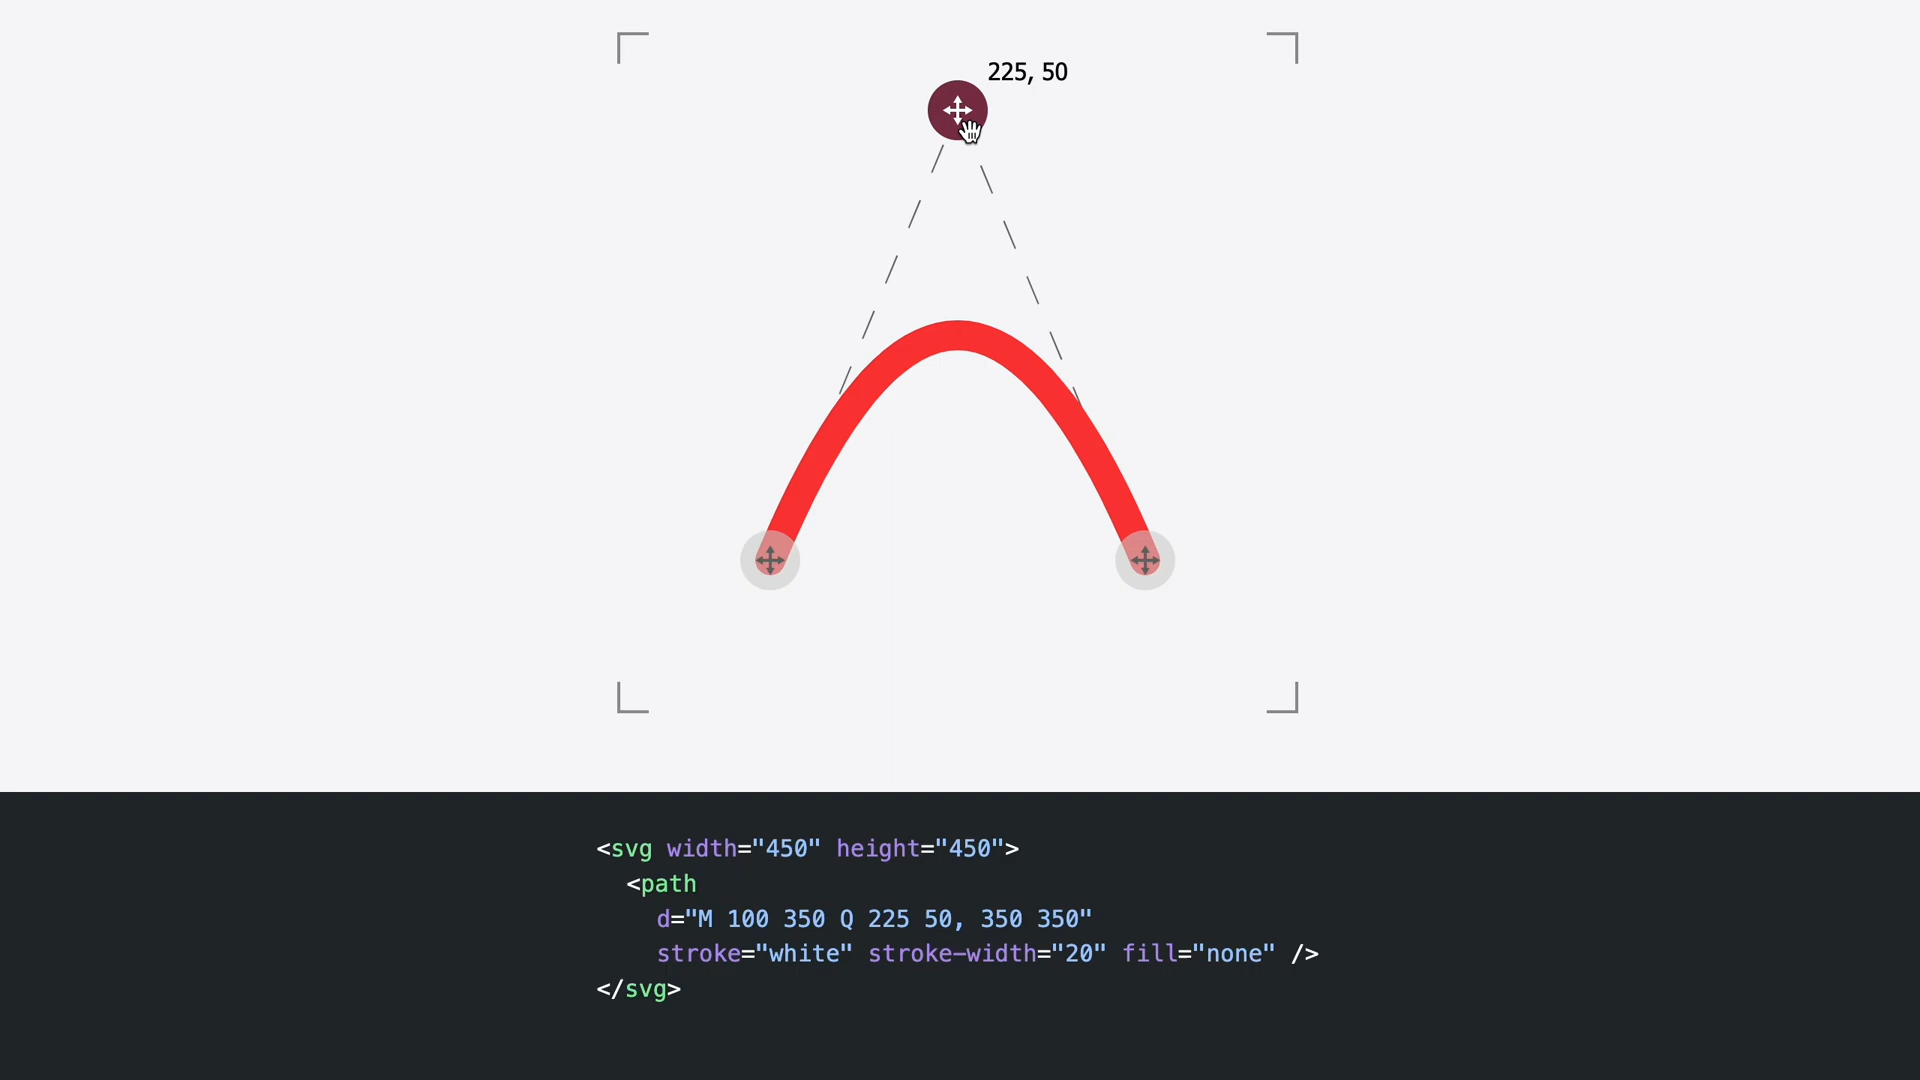 225, 50
<svg width="450" height="450">
<path
d="M 100 350 Q 225 50, 350 350"
stroke="white" stroke-width="20" fill="none" />
</svg>